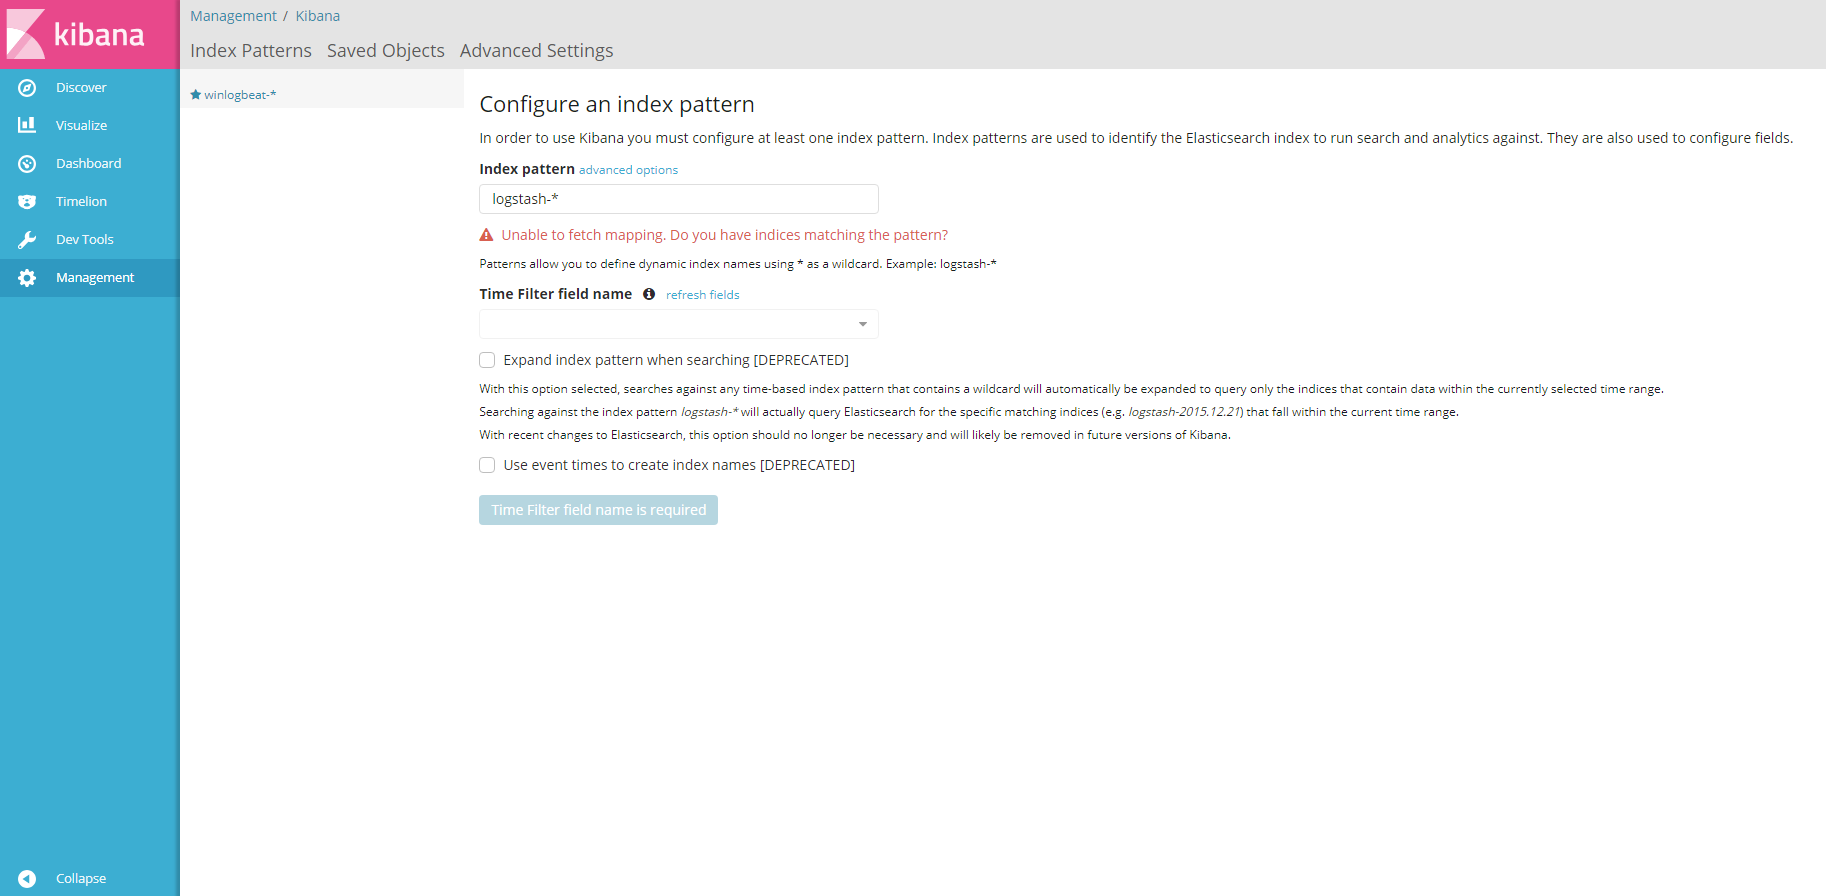 kibana
Discover
Visualize
Dashboard
Timelion
Dev Tools
Management
Collapse
Management / Kibana
Index Patterns Saved Objects Advanced Settings
winlogbeat-*
Configure an index pattern
In order to use Kibana you must configure at least one index pattern. Index patterns are used to identify the Elasticsearch index to run search and analytics against. They are also used to configure fields.
Index pattern advanced options
logstash-*
Unable to fetch mapping. Do you have indices matching the pattern?
Patterns allow you to define dynamic index names using * as a wildcard. Example: logstash-*
Time Filter field name refresh fields
Expand index pattern when searching [DEPRECATED]
With this option selected, searches against any time-based index pattern that contains a wildcard will automatically be expanded to query only the indices that contain data within the currently selected time range.
Searching against the index pattern logstash-* will actually query Elasticsearch for the specific matching indices (e.g. logstash-2015.12.21) that fall within the current time range.
With recent changes to Elasticsearch, this option should no longer be necessary and will likely be removed in future versions of Kibana.
Use event times to create index names [DEPRECATED]
Time Filter field name is required